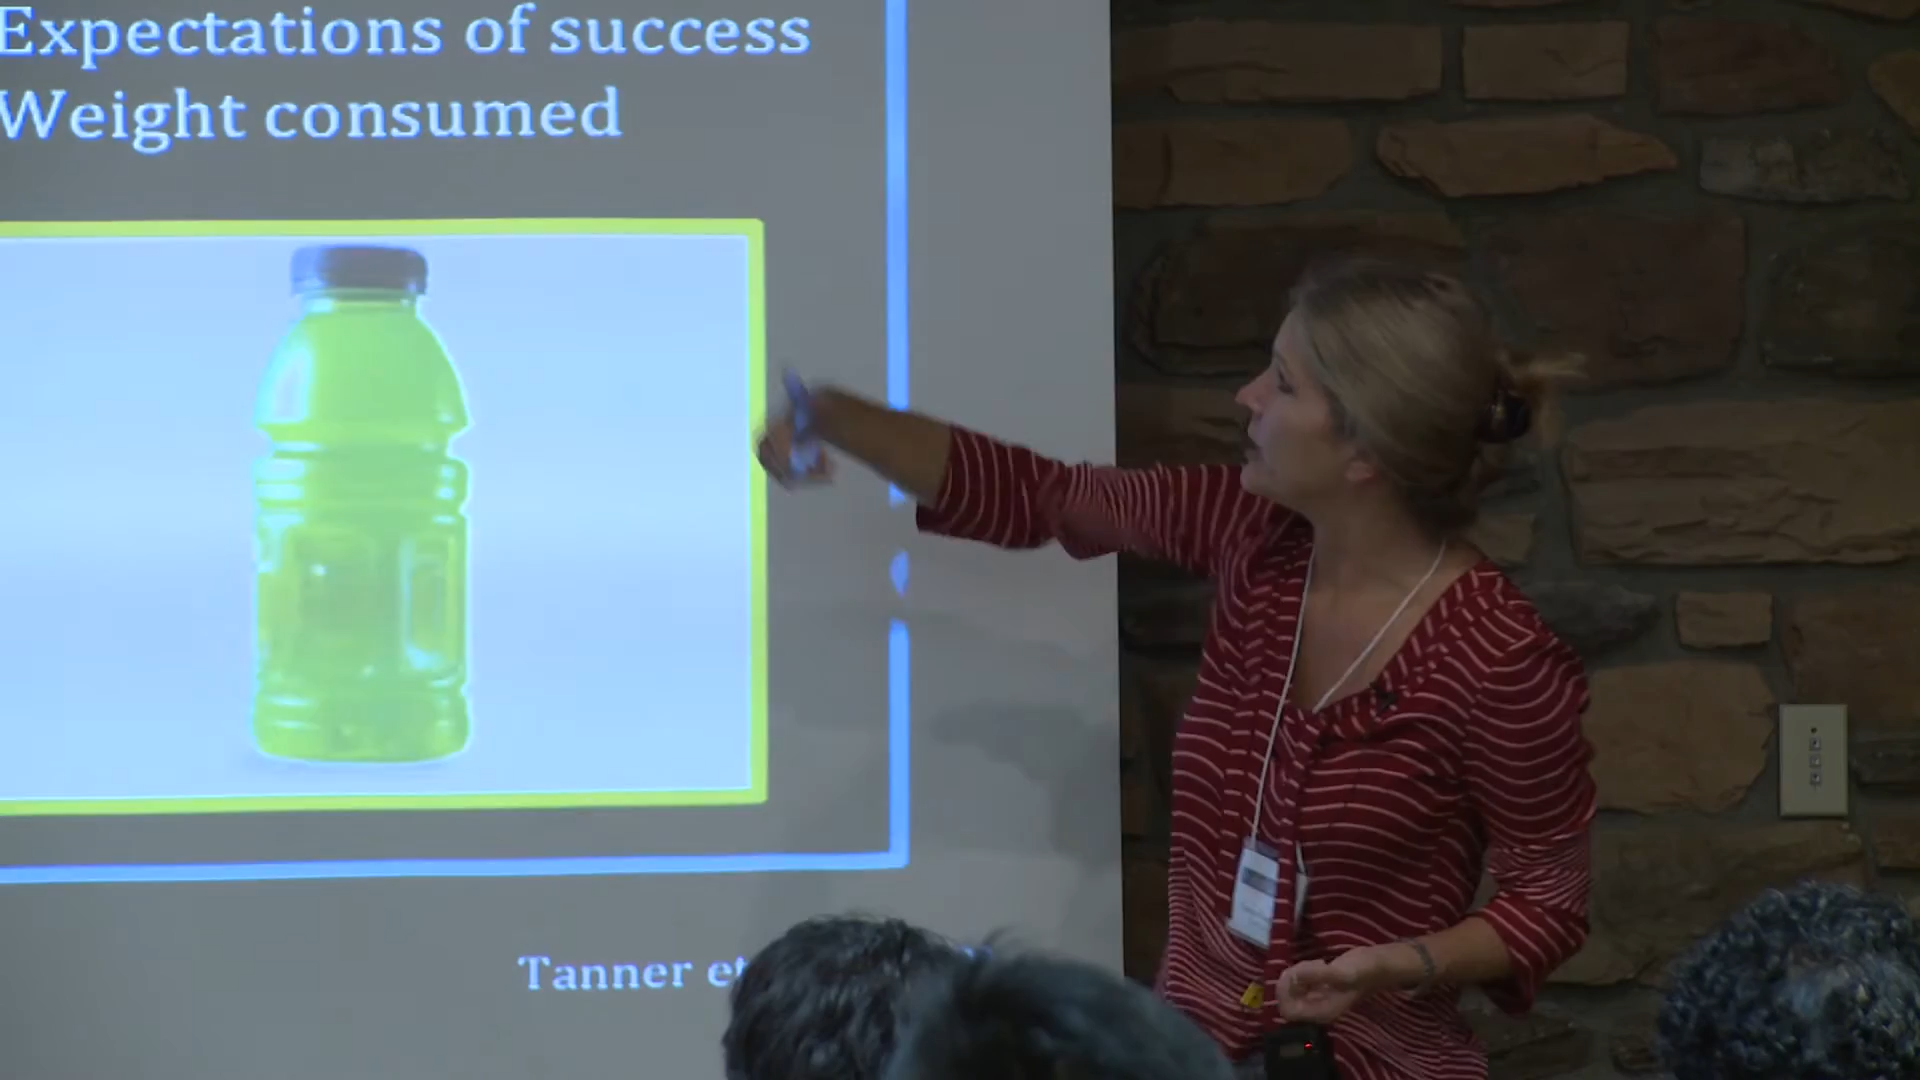 Expectations of success
Weight consumed
Tanner et